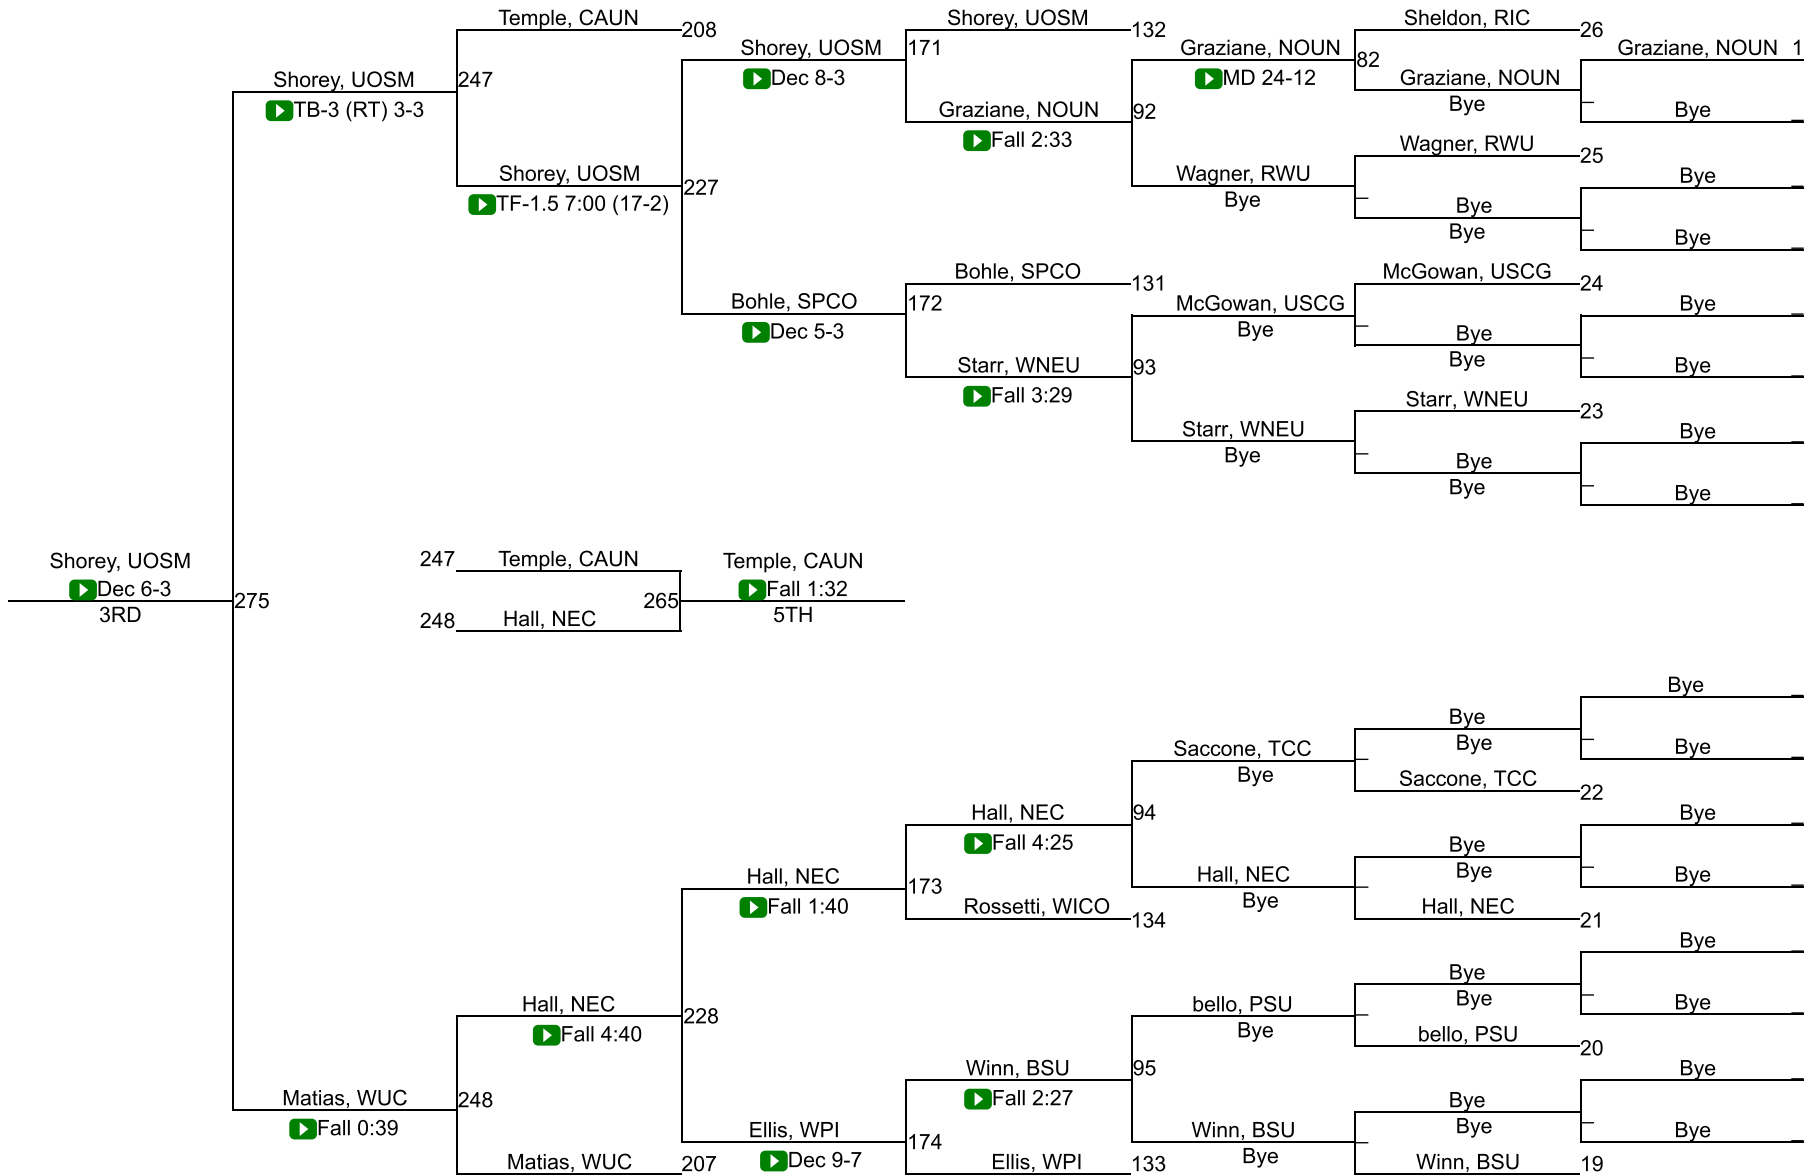 Temple, CAUN
208
Shorey, UOSM
132
Sheldon, RIC
26
Shorey, UOSM
171
Dec 8-3
Graziane, NOUN
MD 24-12
82
Graziane, NOUN 1
Shorey, UOSM
247
TB-3 (RT) 3-3
Graziane, NOUN
Bye
Graziane, NOUN
92
Fall 2:33
Bye
Wagner, RWU
25
Shorey, UOSM
227
TF-1.5 7:00 (17-2)
Wagner, RWU
Bye
Bye
Bye
Bye
Bye
Bohle, SPCO
131
McGowan, USCG
24
Bohle, SPCO
172
Dec 5-3
McGowan, USCG
Bye
Bye
Bye
Bye
Starr, WNEU
93
Fall 3:29
Bye
Starr, WNEU
23
Starr, WNEU
Bye
Bye
Bye
Bye
Bye
Shorey, UOSM
Dec 6-3
3RD
275
247
Temple, CAUN
248
Hall, NEC
265
Temple, CAUN
Fall 1:32
5TH
Bye
Bye
Bye
Bye
Saccone, TCC
Bye
Saccone, TCC
22
Hall, NEC
94
Fall 4:25
Bye
Bye
Bye
Bye
Hall, NEC
173
Fall 1:40
Hall, NEC
Bye
Rossetti, WICO
134
Hall, NEC
21
Bye
Bye
Bye
Bye
Hall, NEC
228
Fall 4:40
bello, PSU
Bye
bello, PSU
20
Winn, BSU
95
Fall 2:27
Bye
Matias, WUC
248
Fall 0:39
Bye
Bye
Bye
Ellis, WPI
174
Dec 9-7
Winn, BSU
Bye
Matias, WUC
207
Ellis, WPI
133
Winn, BSU
19